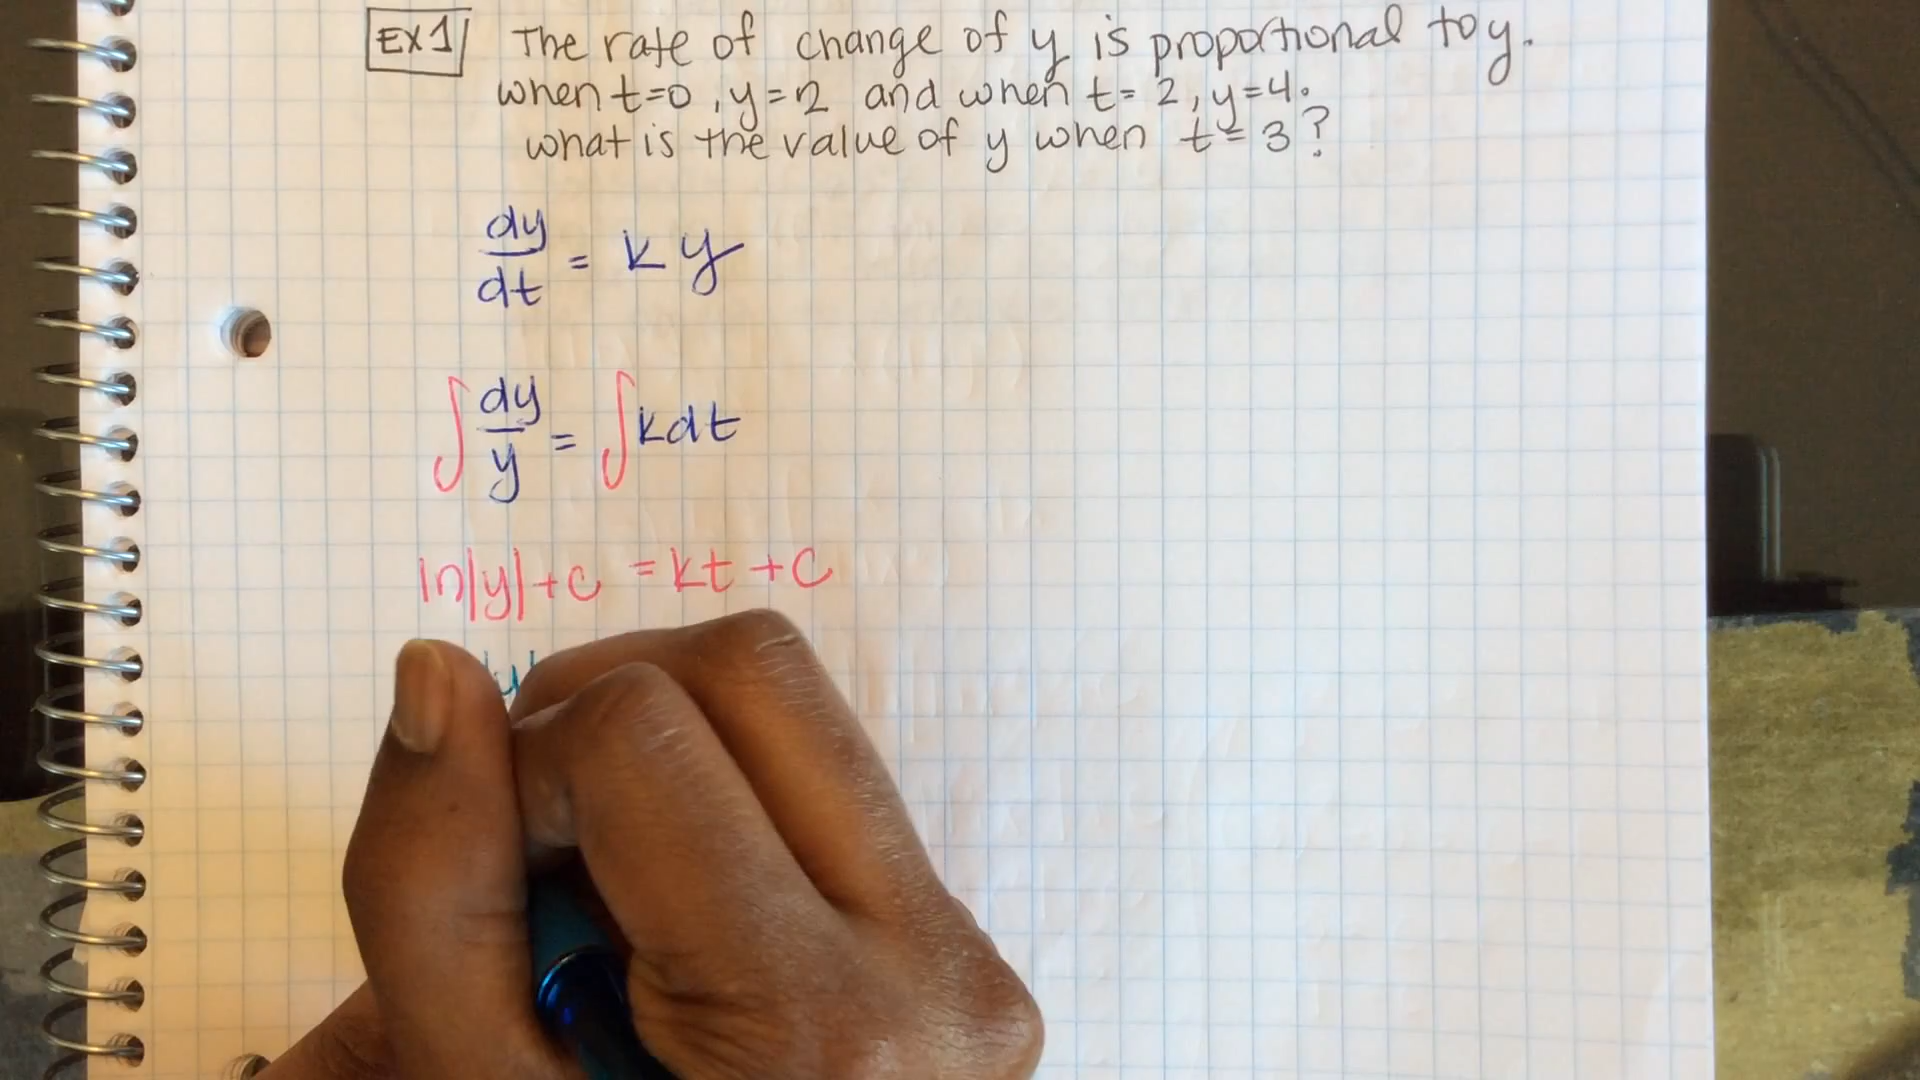 EX 1 The rate of change of y is proportional to y.
when t=0, y=2 and when t=2, y=4.
what is the value of y when t=3?
dy/dt = ky
∫ dy/y = ∫ kdt
ln|y|+c = kt+c
|y|